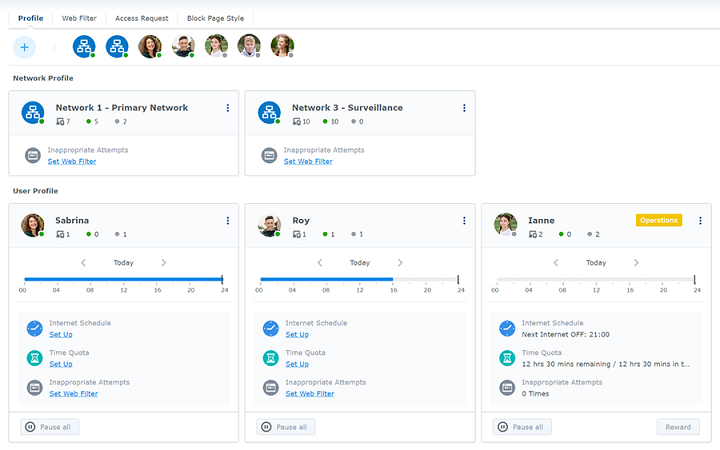 Profile Web Filter Access Request Block Page Style
Network Profile
Network 1 - Primary Network
7 5 2
Inappropriate Attempts
Set Web Filter
Network 3 - Surveillance
10 10 0
Inappropriate Attempts
Set Web Filter
User Profile
Sabrina
1 0 1
Today
00 04 08 12 16 20 24
Internet Schedule
Set Up
Time Quota
Set Up
Inappropriate Attempts
Set Web Filter
Pause all
Roy
1 1 1
Today
00 04 08 12 16 20 24
Internet Schedule
Set Up
Time Quota
Set Up
Inappropriate Attempts
Set Web Filter
Pause all
Ianne Operations
2 0 2
Today
00 04 08 12 16 20 24
Internet Schedule
Next Internet OFF: 21:00
Time Quota
12 hrs 30 mins remaining / 12 hrs 30 mins in t...
Inappropriate Attempts
0 Times
Pause all Reward